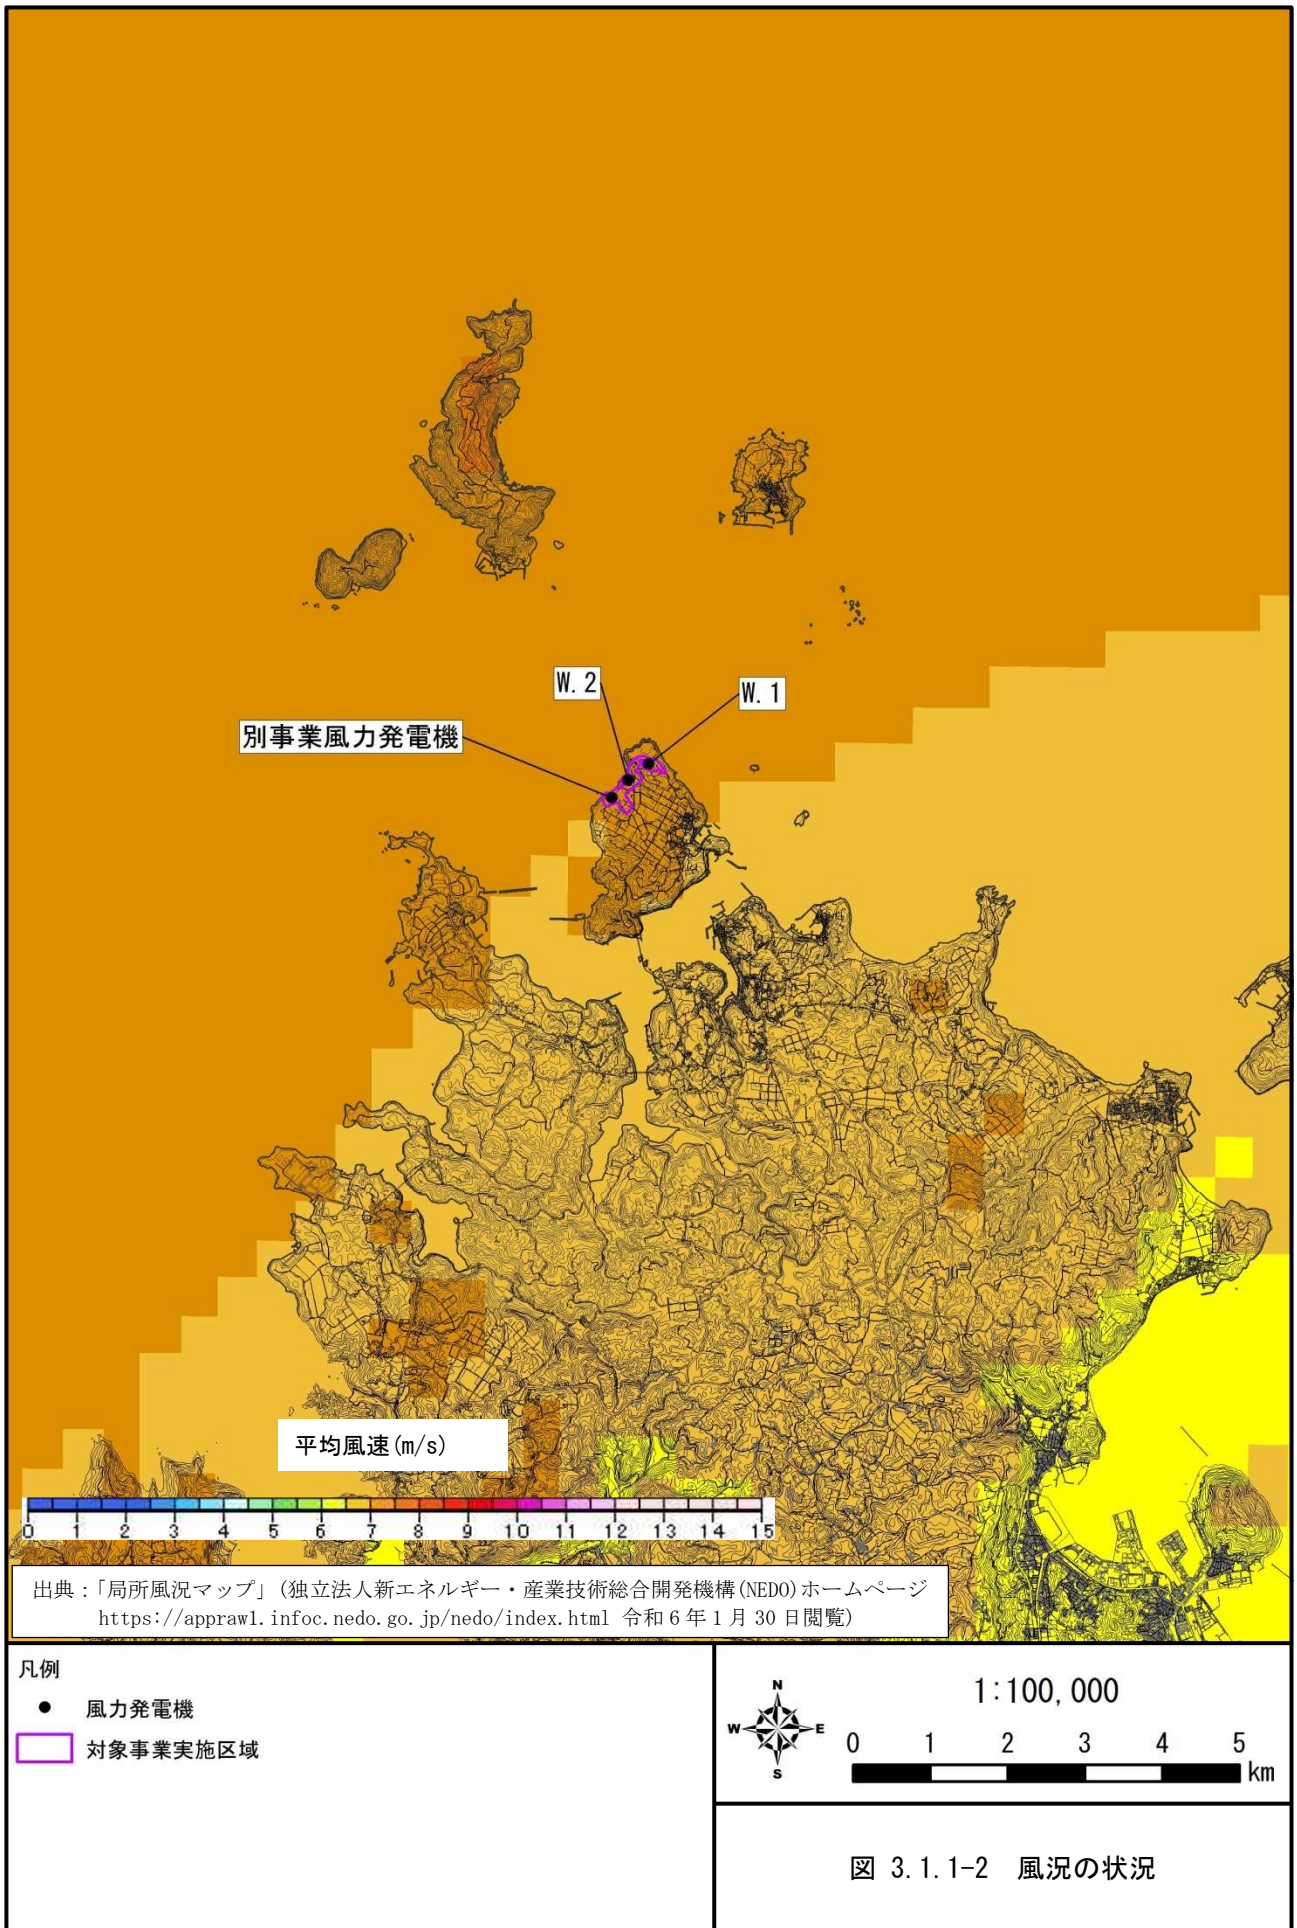 W. 2
W. 1
別事業風力発電機
平均風速(m/s)
0 1 2 3 4 5 6 7 8 9 10 11 12 13 14 15
出典：「局所風況マップ」（独立法人新エネルギー・産業技術総合開発機構(NEDO)ホームページ
https://appraw1.infoc.nedo.go.jp/nedo/index.html 令和６年１月 30 日閲覧）
凡例
風力発電機
対象事業実施区域
N
W E
S
1:100,000
0 1 2 3 4 5
km
図 3.1.1-2　風況の状況